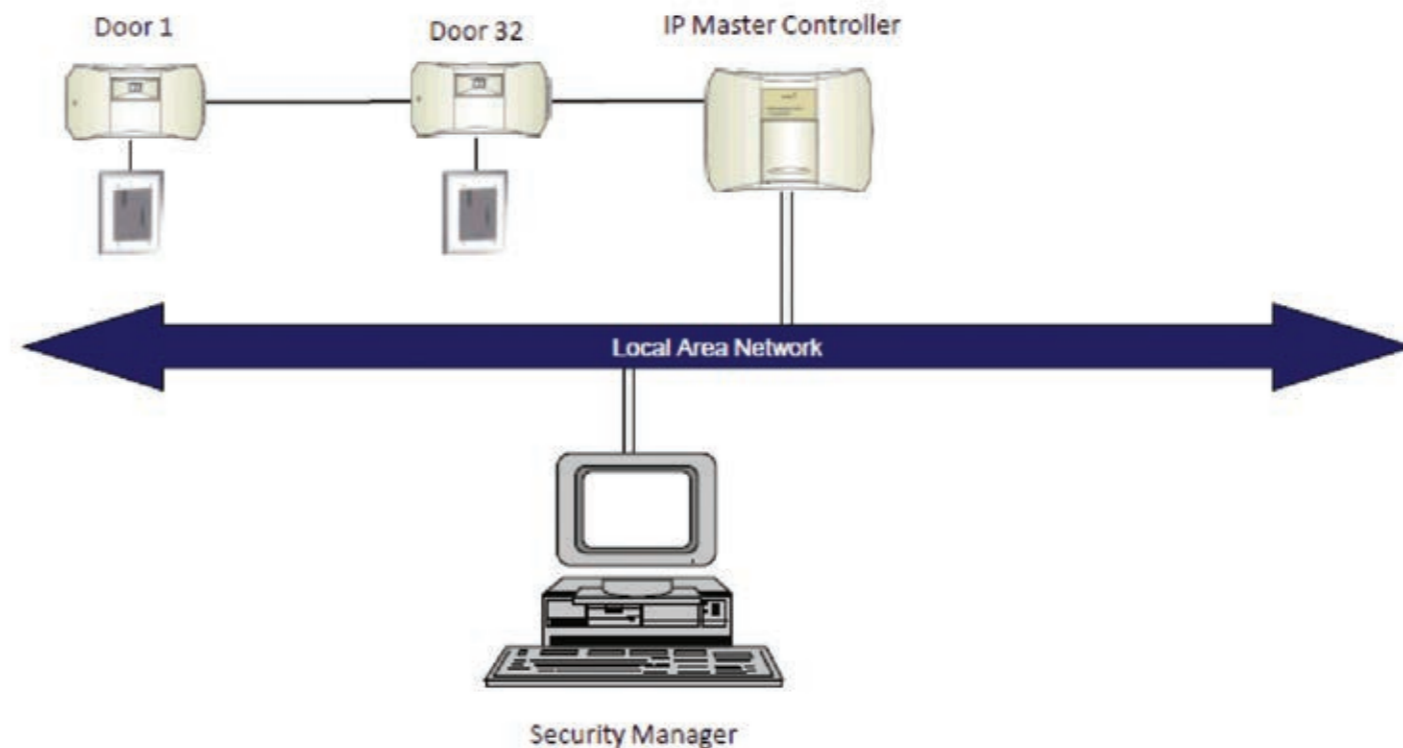 Door 1
Door 32
IP Master Controller
Local Area Network
Security Manager